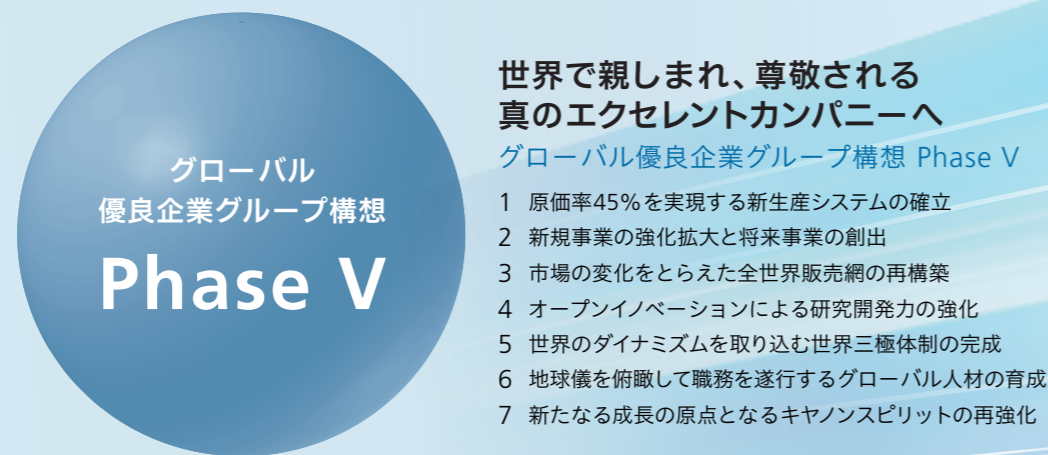 グローバル
優良企業グループ構想
Phase V
世界で親しまれ、尊敬される
真のエクセレントカンパニーへ
グローバル優良企業グループ構想 Phase V
1 原価率45%を実現する新生産システムの確立
2 新規事業の強化拡大と将来事業の創出
3 市場の変化をとらえた全世界販売網の再構築
4 オープンイノベーションによる研究開発力の強化
5 世界のダイナミズムを取り込む世界三極体制の完成
6 地球儀を俯瞰して職務を遂行するグローバル人材の育成
7 新たなる成長の原点となるキヤノンスピリットの再強化